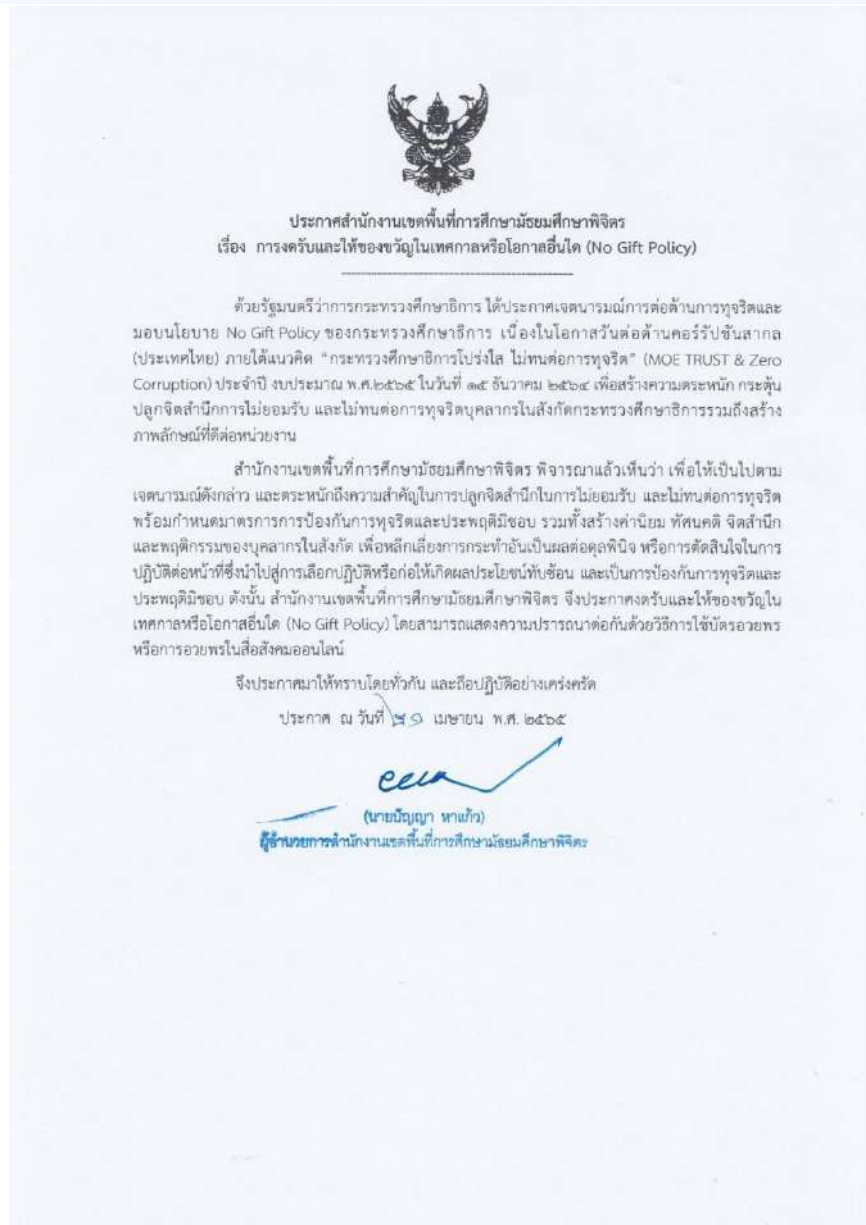 ประกาศสำนักงานเขตพื้นที่การศึกษามัธยมศึกษาพิจิตร
เรื่อง การงดรับและให้ของขวัญในเทศกาลหรือโอกาสอื่นใด (No Gift Policy)
ด้วยรัฐมนตรีว่าการกระทรวงศึกษาธิการ ได้ประกาศเจตนารมณ์การต่อต้านการทุจริตและ
มอบนโยบาย No Gift Policy ของกระทรวงศึกษาธิการ เนื่องในโอกาสวันต่อต้านคอร์รัปชันสากล
(ประเทศไทย) ภายใต้แนวคิด “กระทรวงศึกษาธิการโปร่งใส ไม่ทนต่อการทุจริต” (MOE TRUST & Zero
Corruption) ประจำปี งบประมาณ พ.ศ.๒๕๖๕ ในวันที่ ๑๕ ธันวาคม ๒๕๖๔ เพื่อสร้างความตระหนัก กระตุ้น
ปลูกจิตสำนึกการไม่ยอมรับ และไม่ทนต่อการทุจริตบุคลากรในสังกัดกระทรวงศึกษาธิการรวมถึงสร้าง
ภาพลักษณ์ที่ดีต่อหน่วยงาน
สำนักงานเขตพื้นที่การศึกษามัธยมศึกษาพิจิตร พิจารณาแล้วเห็นว่า เพื่อให้เป็นไปตาม
เจตนารมณ์ดังกล่าว และตระหนักถึงความสำคัญในการปลูกจิตสำนึกในการไม่ยอมรับ และไม่ทนต่อการทุจริต
พร้อมกำหนดมาตรการการป้องกันการทุจริตและประพฤติมิชอบ รวมทั้งสร้างค่านิยม ทัศนคติ จิตสำนึก
และพฤติกรรมของบุคลากรในสังกัด เพื่อหลีกเลี่ยงการกระทำอันเป็นผลต่อดุลพินิจ หรือการตัดสินใจในการ
ปฏิบัติต่อหน้าที่ซึ่งนำไปสู่การเลือกปฏิบัติหรือก่อให้เกิดผลประโยชน์ทับซ้อน และเป็นการป้องกันการทุจริตและ
ประพฤติมิชอบ ดังนั้น สำนักงานเขตพื้นที่การศึกษามัธยมศึกษาพิจิตร จึงประกาศงดรับและให้ของขวัญใน
เทศกาลหรือโอกาสอื่นใด (No Gift Policy) โดยสามารถแสดงความปรารถนาต่อกันด้วยวิธีการใช้บัตรอวยพร
หรือการอวยพรในสื่อสังคมออนไลน์
จึงประกาศมาให้ทราบโดยทั่วกัน และถือปฏิบัติอย่างเคร่งครัด
ประกาศ ณ วันที่ ๒๑ เมษายน พ.ศ. ๒๕๖๕
(นายปัญญา หาแก้ว)
ผู้อำนวยการสำนักงานเขตพื้นที่การศึกษามัธยมศึกษาพิจิตร